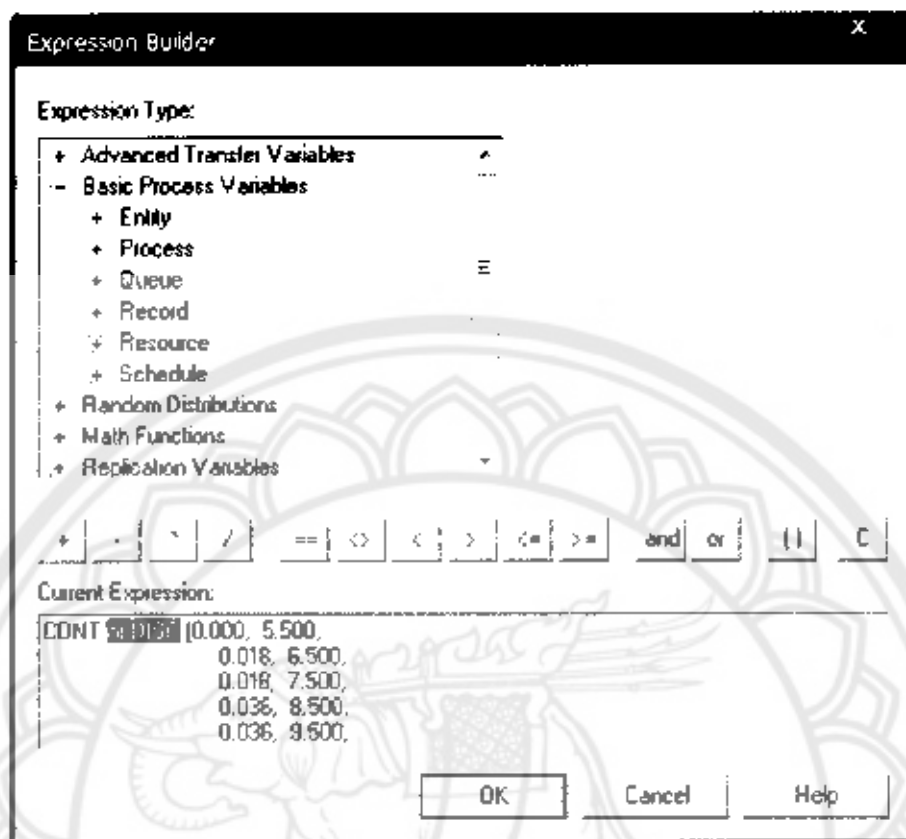 Expression Builder
x
Expression Type:
+ Advanced Transfer Variables
- Basic Process Variables
+ Entity
+ Process
+ Queue
+ Record
+ Resource
+ Schedule
+ Random Distributions
+ Math Functions
+ Replication Variables
+ - * / == <> < > <= >= and or () C
Current Expression:
CONT (0.000, 5.500,
0.018, 6.500,
0.018, 7.500,
0.036, 8.500,
0.036, 9.500,
OK Cancel Help